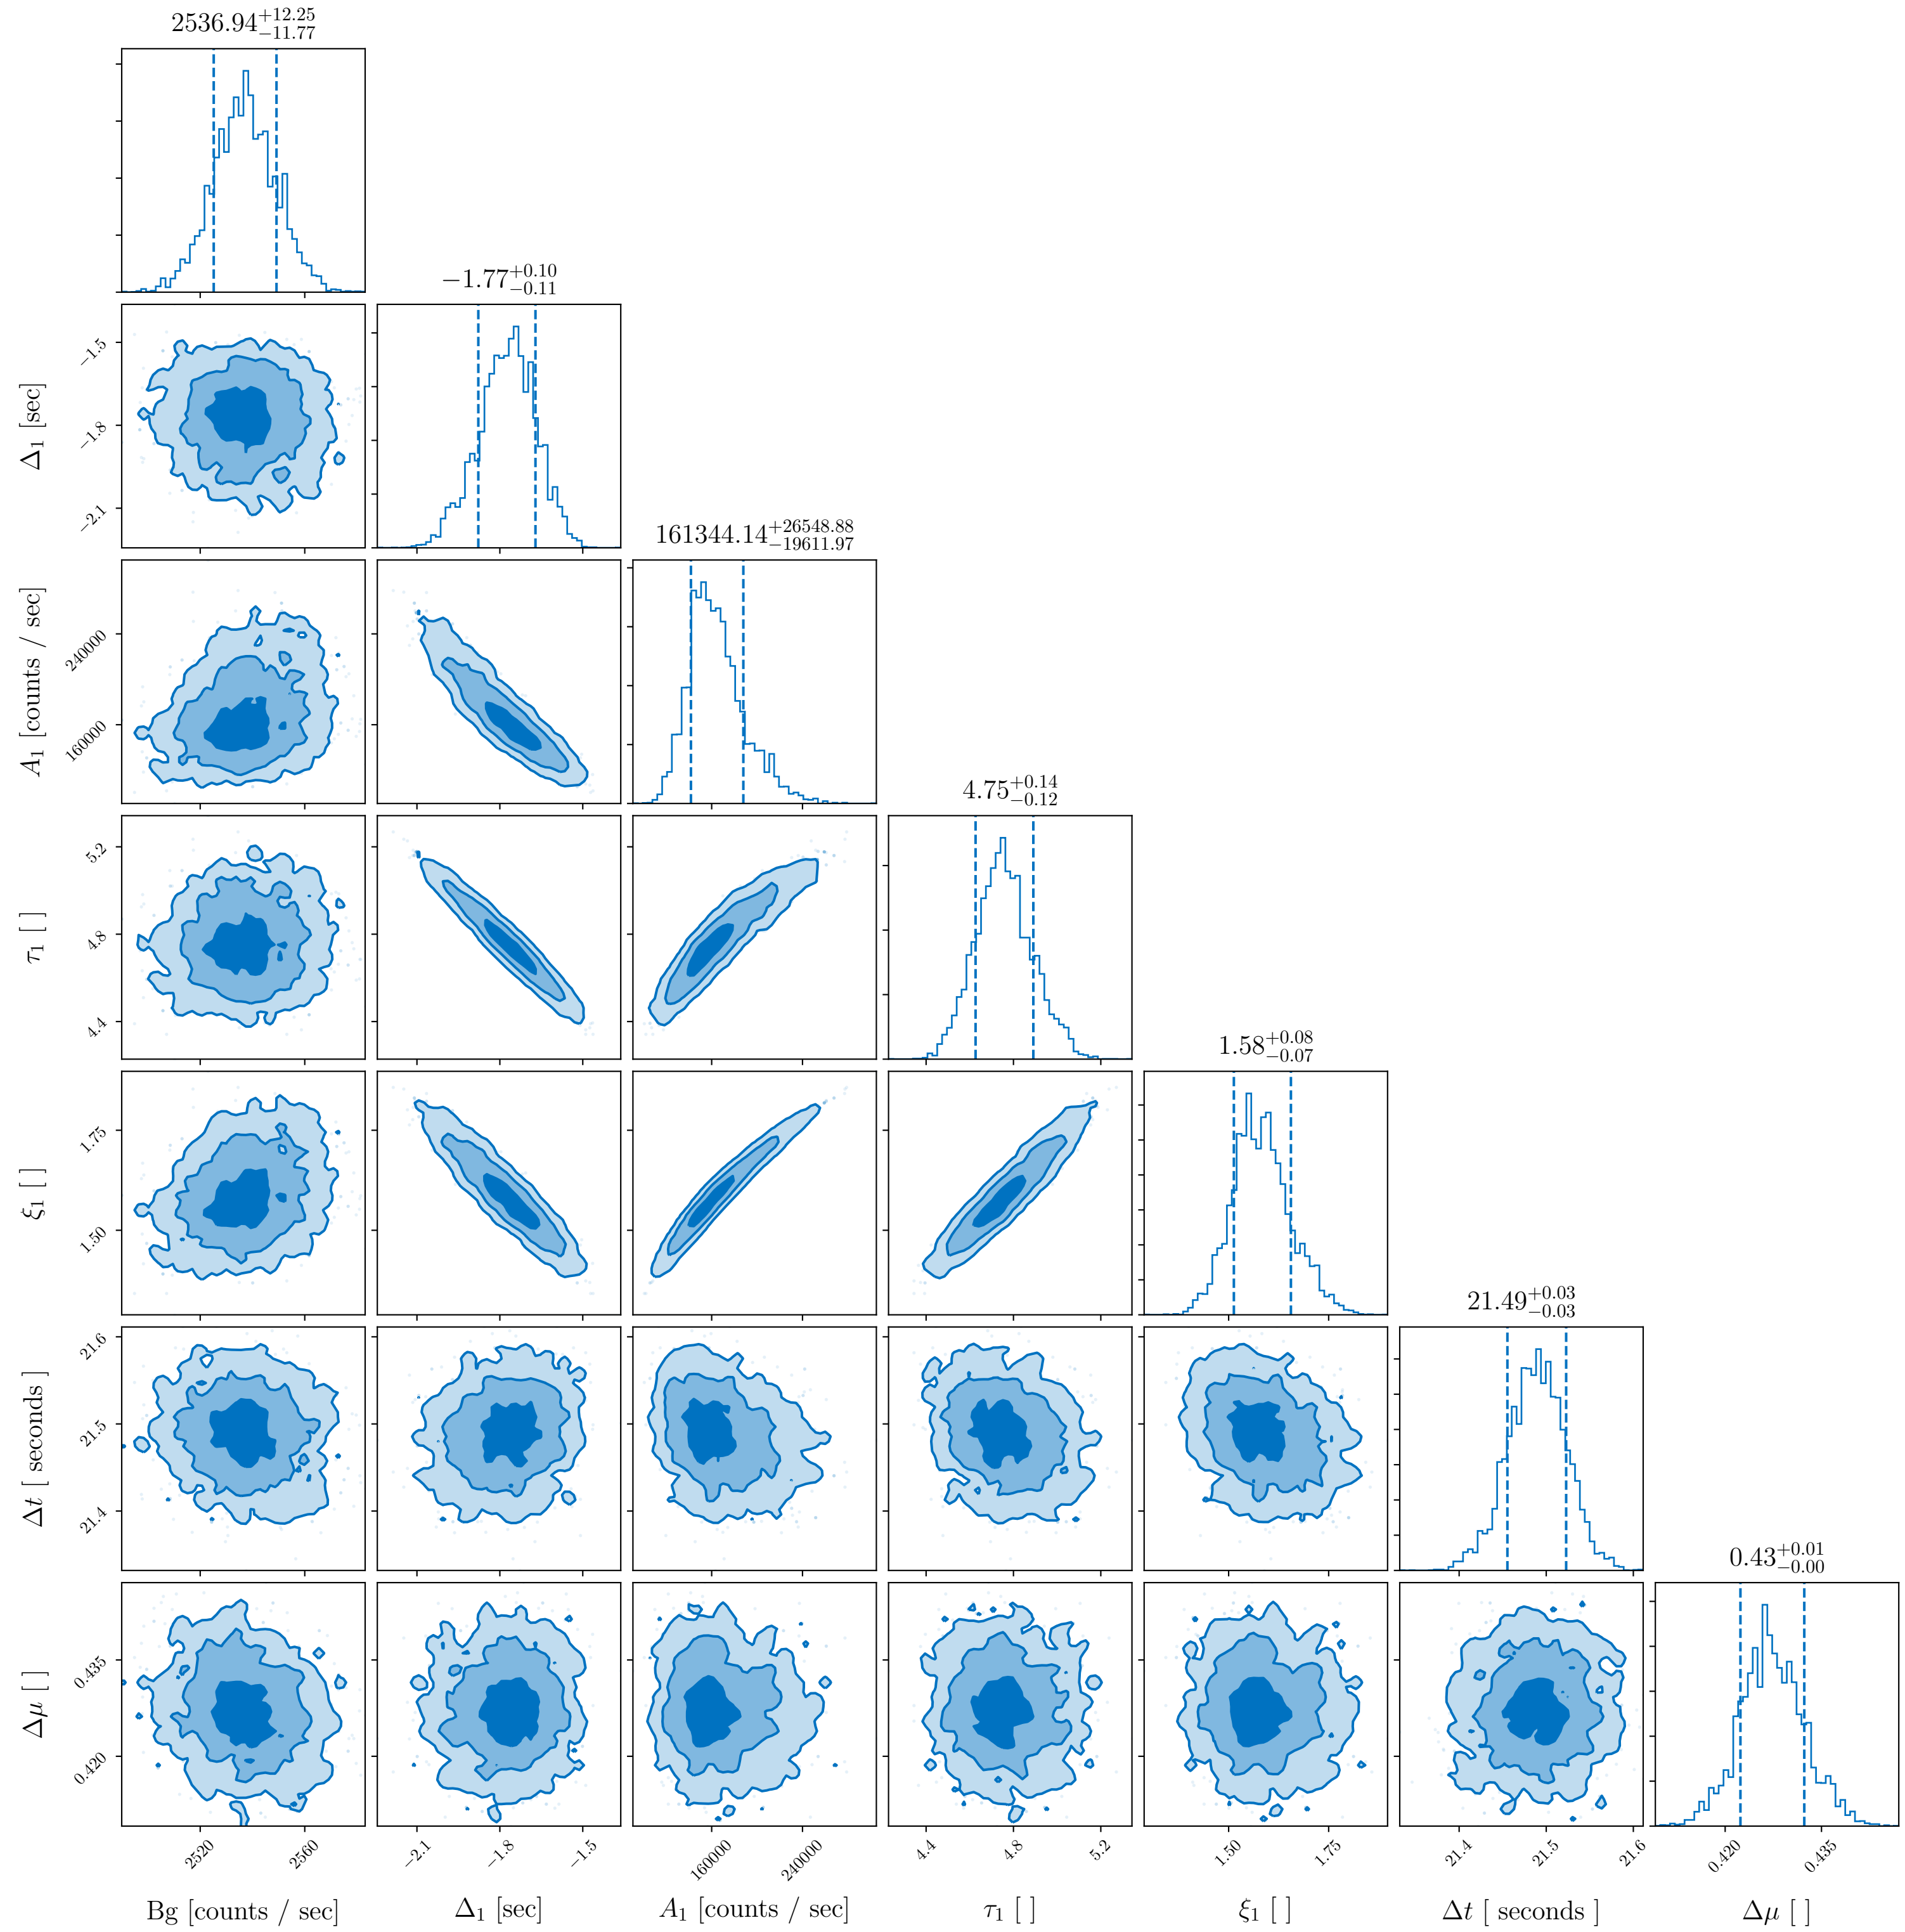 2536.94+12.25−11.77
−1.77+0.10−0.11
−1.5
−1.8
−2.1
Δ1 [sec]
161344.14+26548.88−19611.97
240000
160000
A1 [counts / sec]
4.75+0.14−0.12
5.2
4.8
4.4
τ1 [ ]
1.58+0.08−0.07
1.75
1.50
ξ1 [ ]
21.49+0.03−0.03
21.6
21.5
21.4
Δt [ seconds ]
0.43+0.01−0.00
0.435
0.420
Δμ [ ]
2520 2560 −2.1 −1.8 −1.5 160000 240000 4.4 4.8 5.2 1.50 1.75 21.4 21.5 21.6 0.420 0.435
Bg [counts / sec] Δ1 [sec] A1 [counts / sec] τ1 [ ] ξ1 [ ] Δt [ seconds ] Δμ [ ]